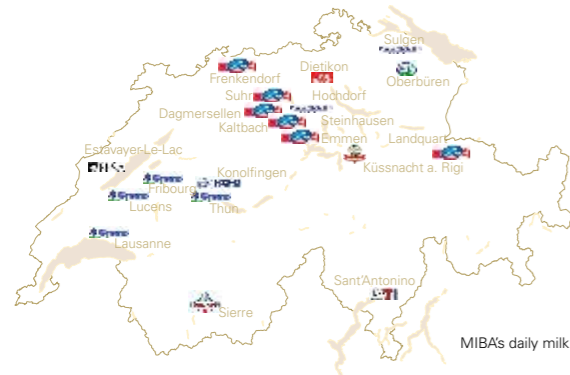 Sulgen
Dietikon
Frenkendorf
Oberbüren
Suhr
Hochdorf
Dagmersellen
Steinhausen
Kaltbach
Emmen
Landquart
Estavayer-Le-Lac
Küssnacht a. Rigi
Konolfingen
Fribourg
Lucens
Thun
Lausanne
Sant'Antonino
Sierre
MIBA's daily milk